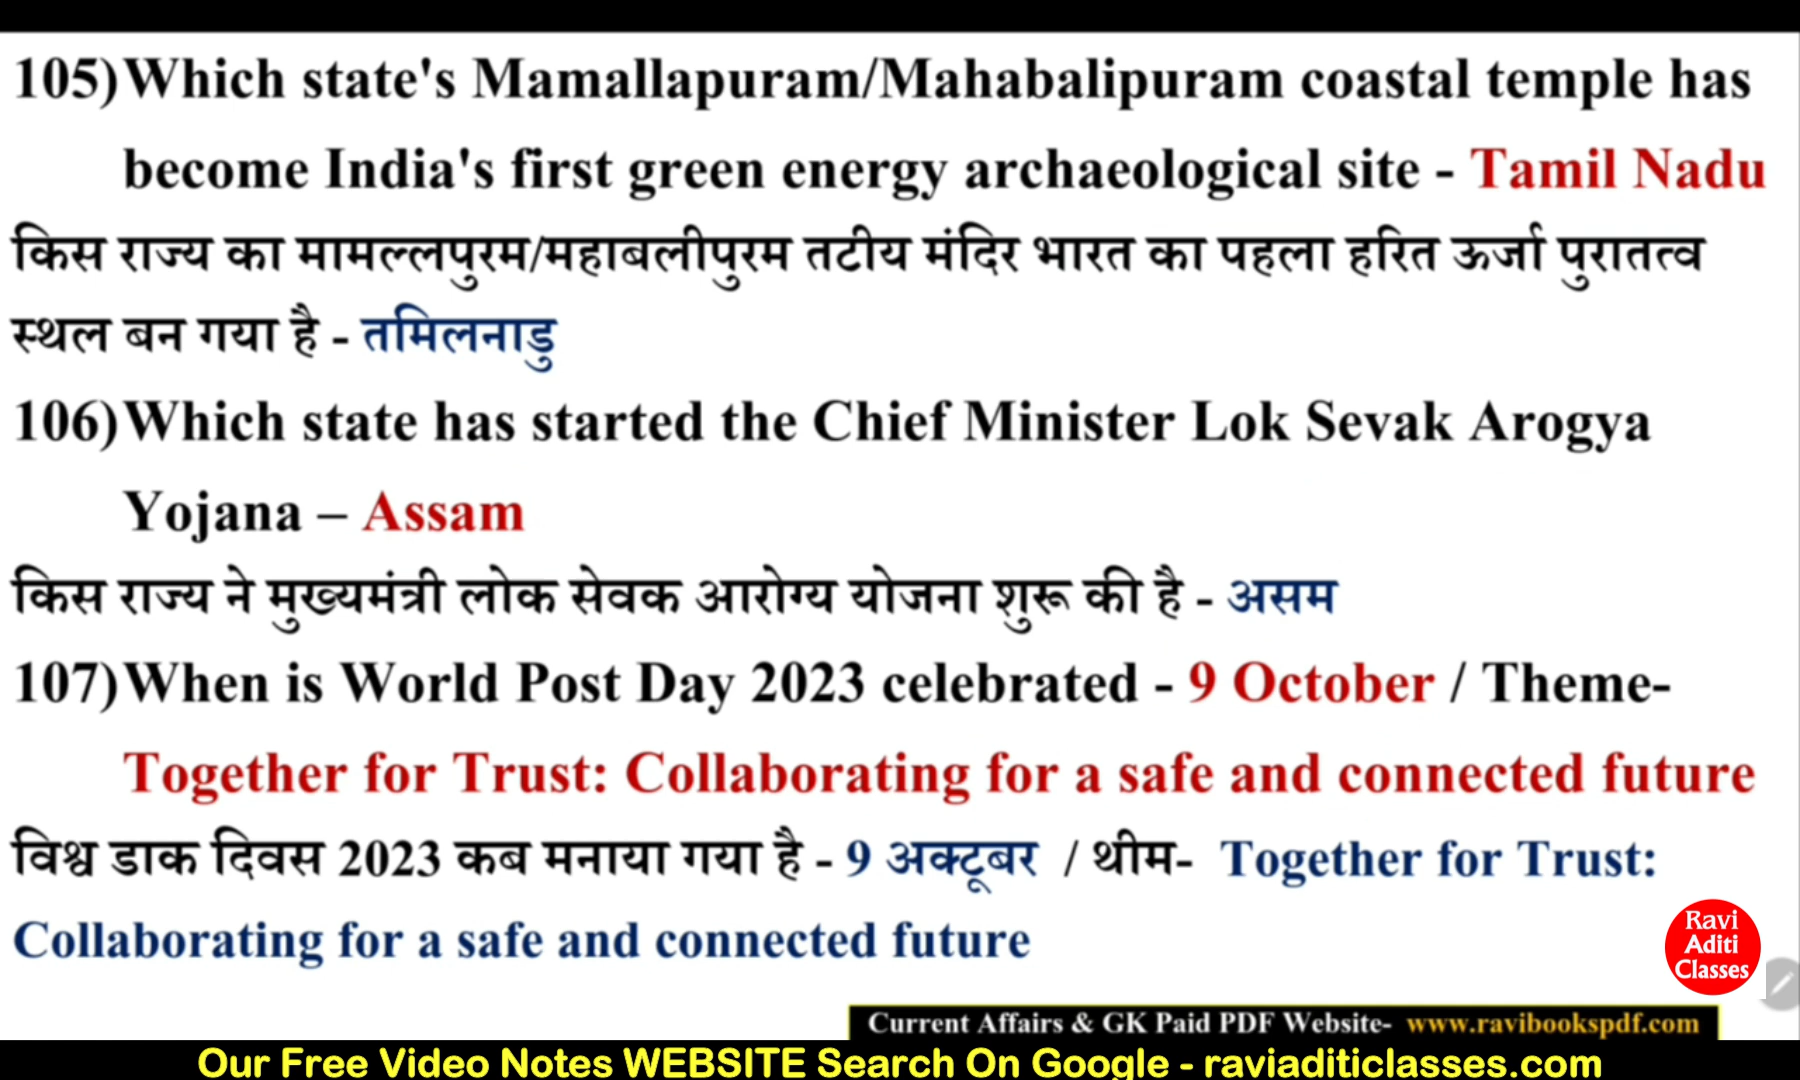 105) Which state's Mamallapuram/Mahabalipuram coastal temple has
become India's first green energy archaeological site - Tamil Nadu
किस राज्य का मामल्लपुरम/महाबलीपुरम तटीय मंदिर भारत का पहला हरित ऊर्जा पुरातत्व
स्थल बन गया है - तमिलनाडु
106) Which state has started the Chief Minister Lok Sevak Arogya
Yojana – Assam
किस राज्य ने मुख्यमंत्री लोक सेवक आरोग्य योजना शुरू की है - असम
107) When is World Post Day 2023 celebrated - 9 October / Theme-
Together for Trust: Collaborating for a safe and connected future
विश्व डाक दिवस 2023 कब मनाया गया है - 9 अक्टूबर / थीम- Together for Trust:
Collaborating for a safe and connected future
Ravi
Aditi
Classes
Current Affairs & GK Paid PDF Website- www.ravibookspdf.com
Our Free Video Notes WEBSITE Search On Google - raviaditiclasses.com